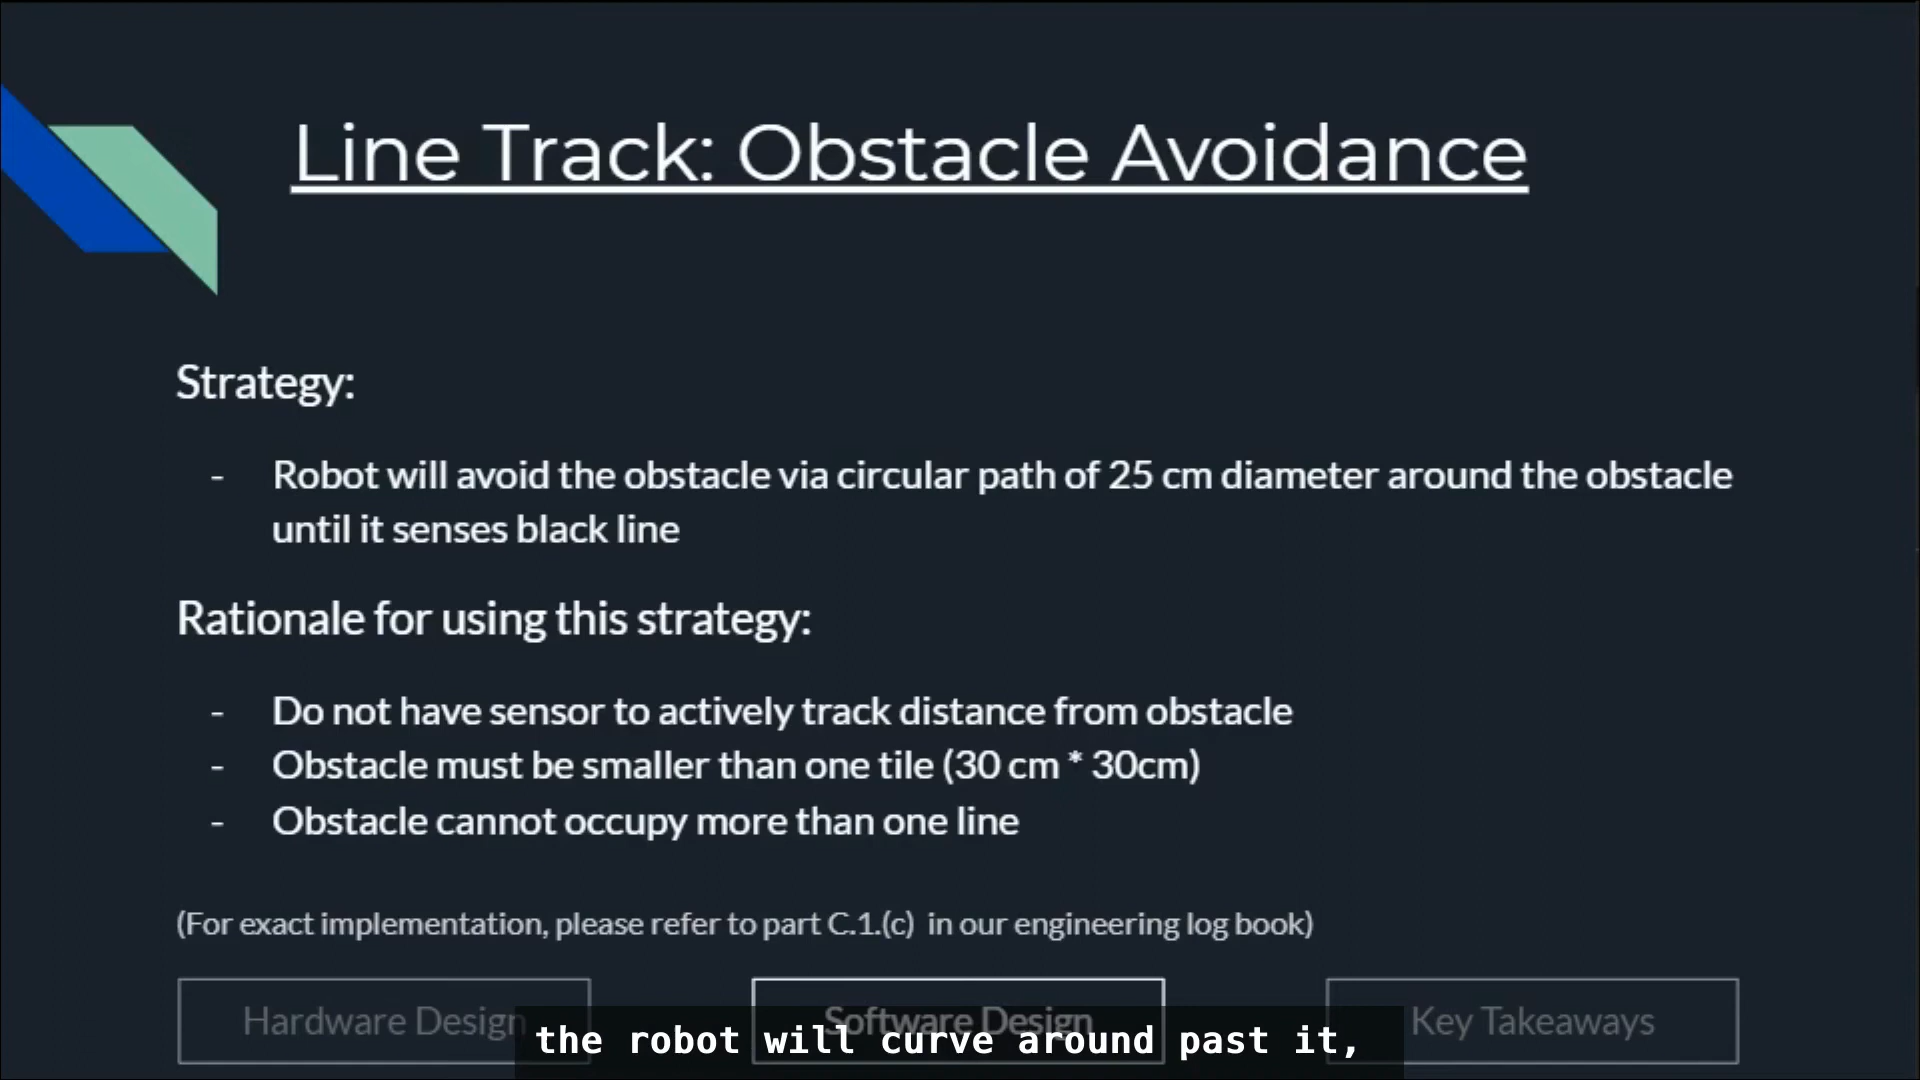 Line Track: Obstacle Avoidance
Strategy:
- Robot will avoid the obstacle via circular path of 25 cm diameter around the obstacle
until it senses black line
Rationale for using this strategy:
- Do not have sensor to actively track distance from obstacle
- Obstacle must be smaller than one tile (30 cm * 30cm)
- Obstacle cannot occupy more than one line
(For exact implementation, please refer to part C.1.(c) in our engineering log book)
Hardware Design
Software Design
Key Takeaways
the robot will curve around past it,